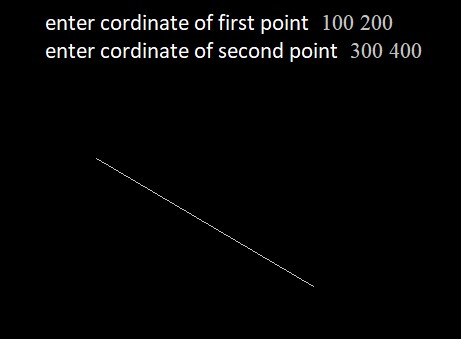 enter cordinate of first point 100 200
enter cordinate of second point 300 400